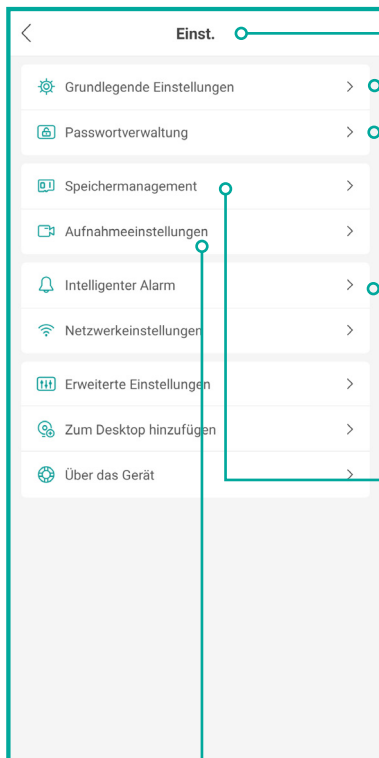 Einst.
Grundlegende Einstellungen
Passwortverwaltung
Speichermanagement
Aufnahmeeinstellungen
Intelligenter Alarm
Netzwerkeinstellungen
Erweiterte Einstellungen
Zum Desktop hinzufügen
Über das Gerät